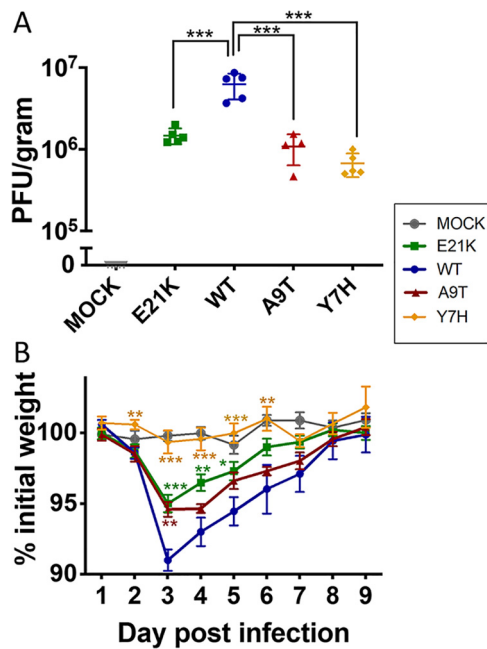 A
***
***
***
PFU/gram
10^7
10^6
10^5
0
MOCK
E21K
WT
A9T
Y7H
MOCK
E21K
WT
A9T
Y7H
B
% initial weight
100
95
90
**
***
**
***
***
***
**
*
**
1 2 3 4 5 6 7 8 9
Day post infection